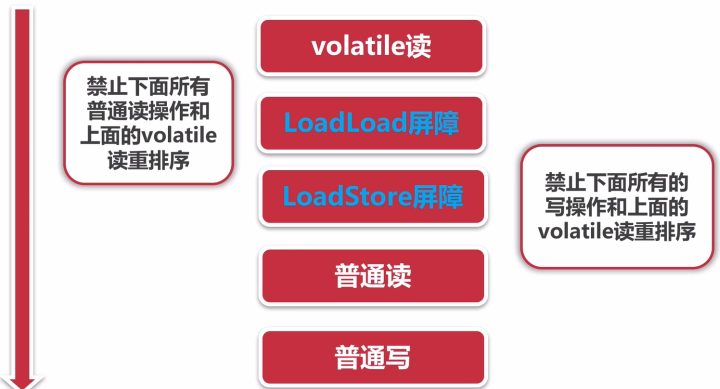 volatile读
禁止下面所有
普通读操作和
上面的volatile
读重排序
LoadLoad屏障
LoadStore屏障
禁止下面所有的
写操作和上面的
volatile读重排序
普通读
普通写